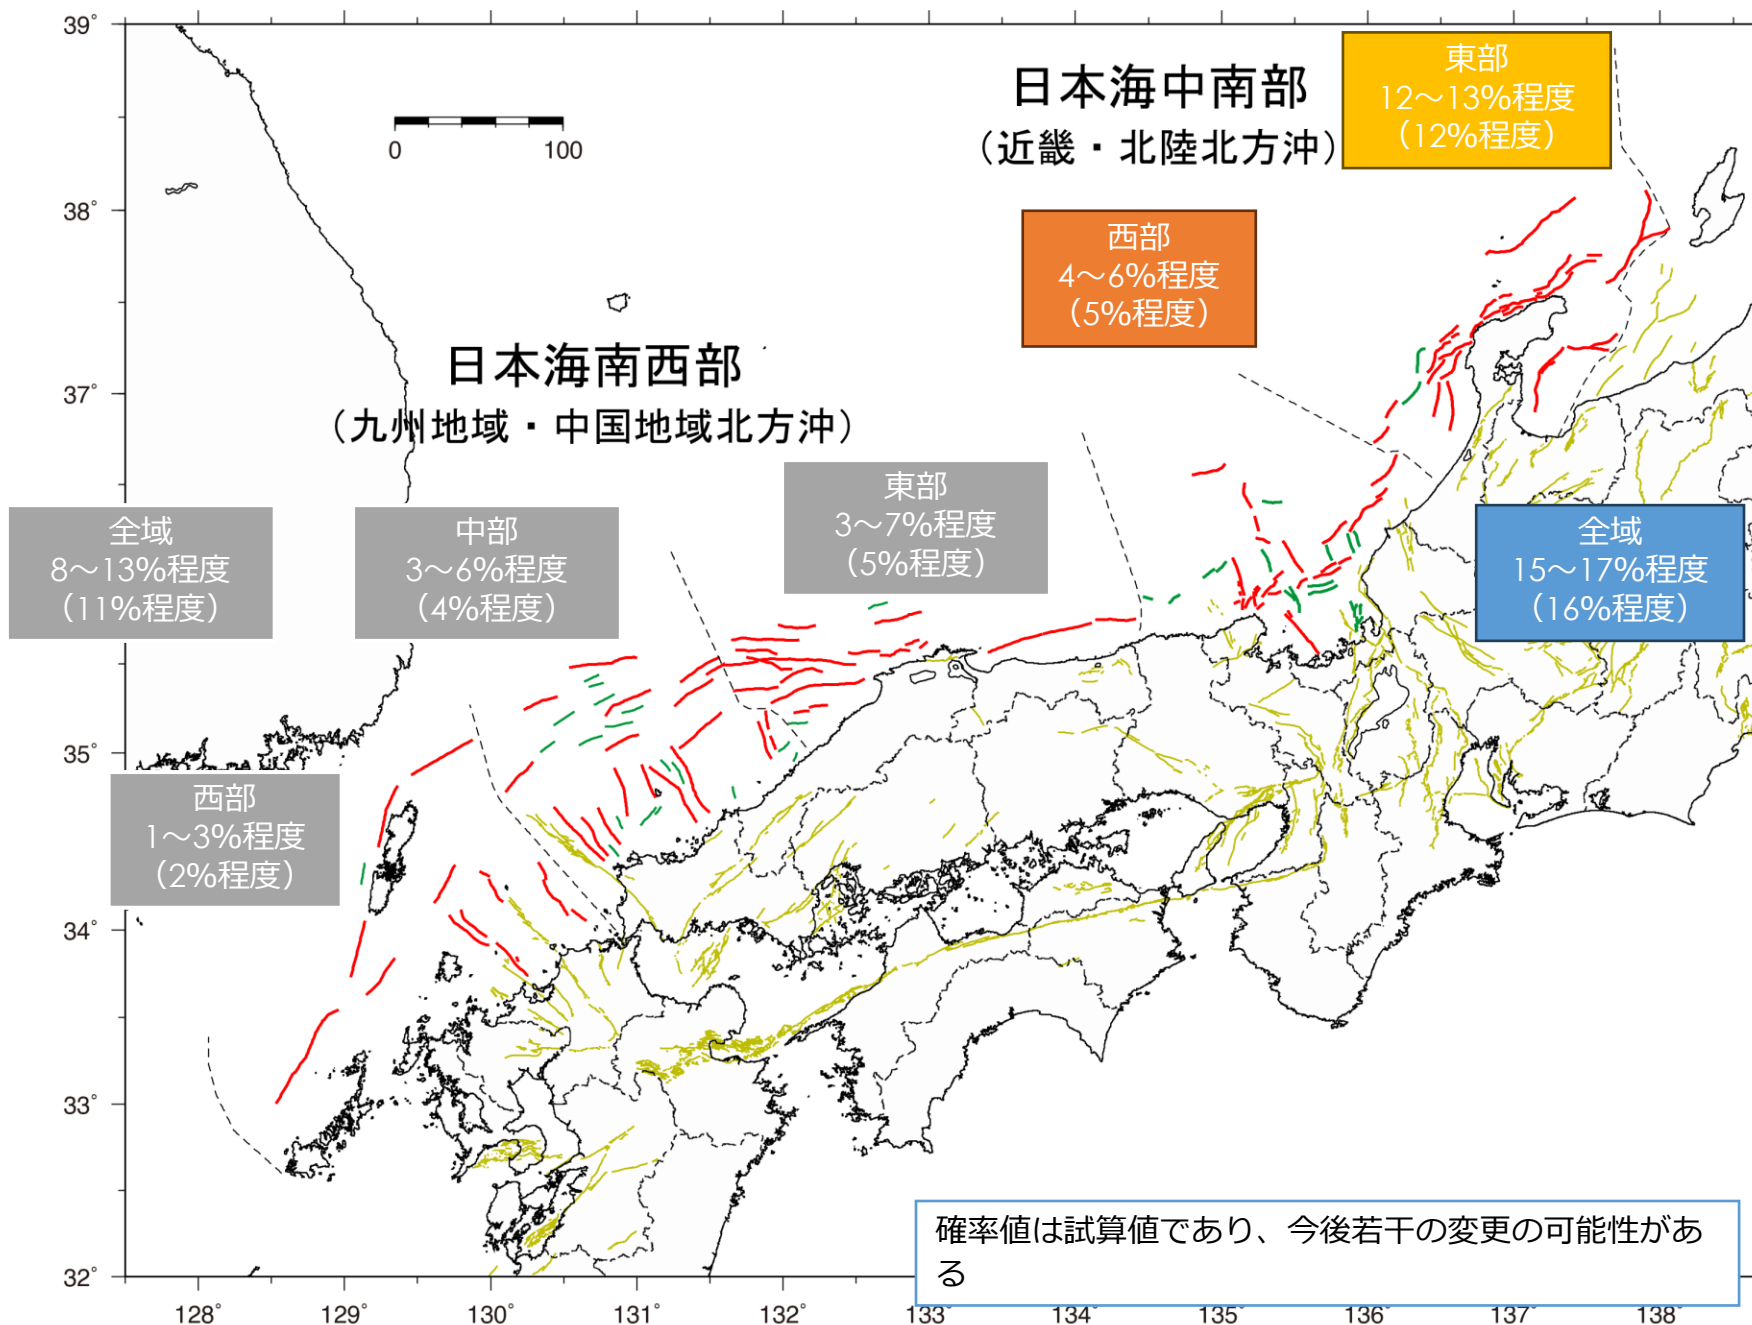 39°
日本海中南部
（近畿・北陸北方沖）
東部
12～13%程度
（12%程度）
0 100
38°
西部
4～6%程度
（5%程度）
日本海南西部
（九州地域・中国地域北方沖）
37°
東部
3～7%程度
（5%程度）
全域
8～13%程度
（11%程度）
中部
3～6%程度
（4%程度）
全域
15～17%程度
（16%程度）
35°
西部
1～3%程度
（2%程度）
34°
33°
確率値は試算値であり、今後若干の変更の可能性があ
る
32°
128° 129° 130° 131° 132° 133° 134° 135° 136° 137° 138°